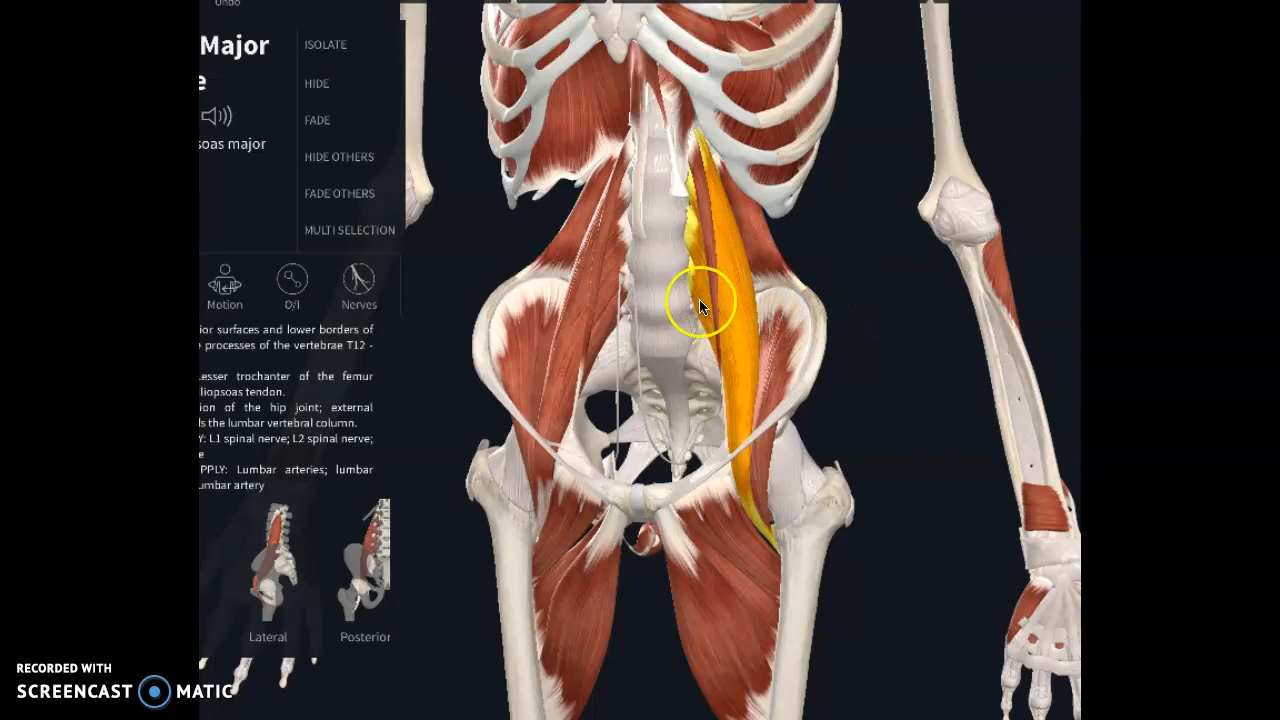 Undo
Major
e
soas major
ISOLATE
HIDE
FADE
HIDE OTHERS
FADE OTHERS
MULTI SELECTION
Motion
O/I
Nerves
ior surfaces and lower borders of
e processes of the vertebrae T12 -
esser trochanter of the femur
liopsoas tendon.
ion of the hip joint; external
s the lumbar vertebral column.
Y: L1 spinal nerve; L2 spinal nerve;
e
PPLY: Lumbar arteries; lumbar
umbar artery
Lateral
Posterior
RECORDED WITH
SCREENCAST MATIC